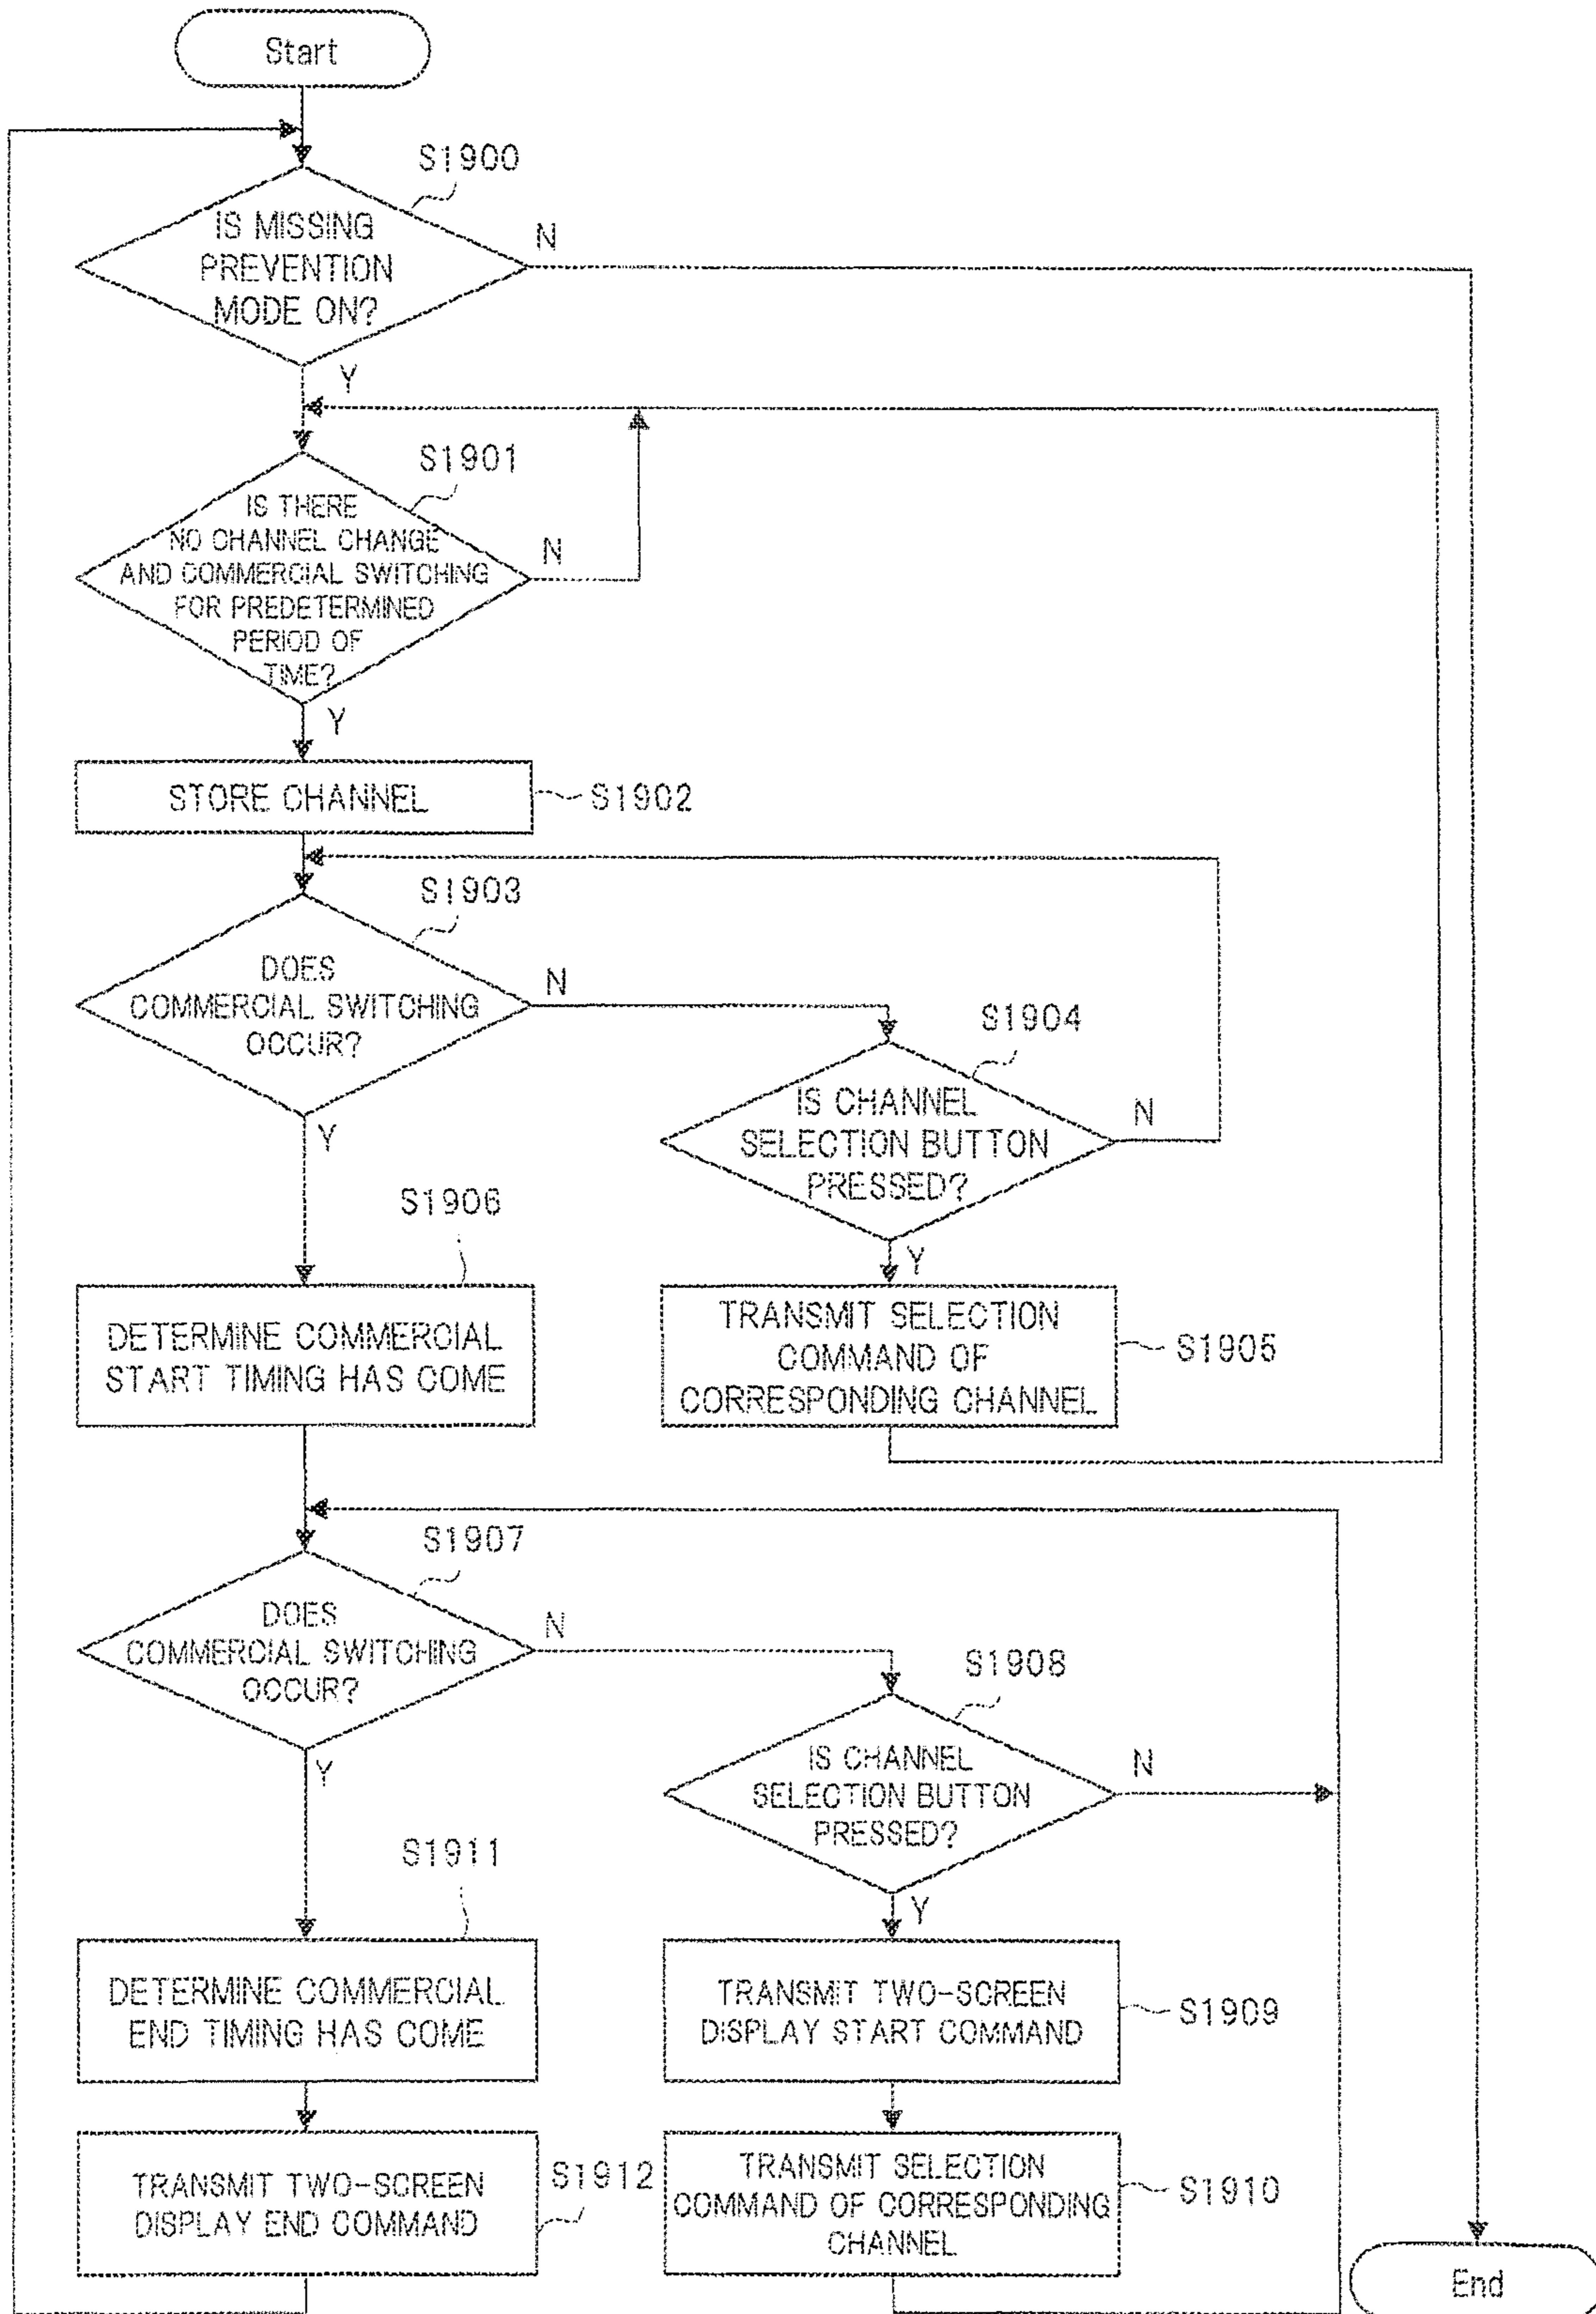 Start
S1900
IS MISSING
PREVENTION
MODE ON?
N
Y
S1901
IS THERE
NO CHANNEL CHANGE
AND COMMERCIAL SWITCHING
FOR PREDETERMINED
PERIOD OF
TIME?
N
Y
STORE CHANNEL
S1902
S1903
DOES
COMMERCIAL SWITCHING
OCCUR?
N
Y
S1904
IS CHANNEL
SELECTION BUTTON
PRESSED?
N
Y
S1906
DETERMINE COMMERCIAL
START TIMING HAS COME
TRANSMIT SELECTION
COMMAND OF
CORRESPONDING CHANNEL
S1905
S1907
DOES
COMMERCIAL SWITCHING
OCCUR?
N
Y
S1908
IS CHANNEL
SELECTION BUTTON
PRESSED?
N
Y
S1911
DETERMINE COMMERCIAL
END TIMING HAS COME
TRANSMIT TWO-SCREEN
DISPLAY START COMMAND
S1909
TRANSMIT TWO-SCREEN
DISPLAY END COMMAND
S1912
TRANSMIT SELECTION
COMMAND OF CORRESPONDING
CHANNEL
S1910
End